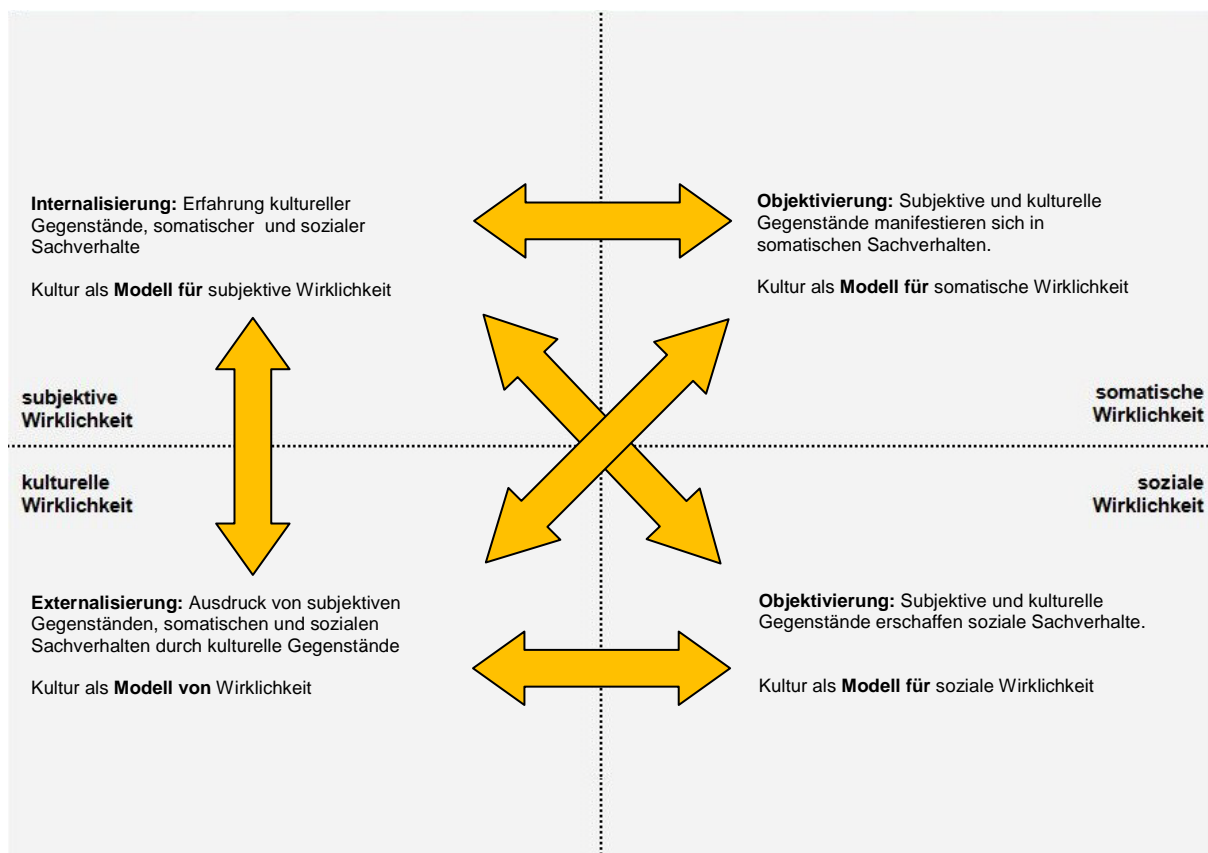 Internalisierung: Erfahrung kultureller
Gegenstände, somatischer und sozialer
Sachverhalte
Kultur als Modell für subjektive Wirklichkeit
subjektive
Wirklichkeit
Objektivierung: Subjektive und kulturelle
Gegenstände manifestieren sich in
somatischen Sachverhalten.
Kultur als Modell für somatische Wirklichkeit
somatische
Wirklichkeit
kulturelle
Wirklichkeit
Externalisierung: Ausdruck von subjektiven
Gegenständen, somatischen und sozialen
Sachverhalten durch kulturelle Gegenstände
Kultur als Modell von Wirklichkeit
soziale
Wirklichkeit
Objektivierung: Subjektive und kulturelle
Gegenstände erschaffen soziale Sachverhalte.
Kultur als Modell für soziale Wirklichkeit